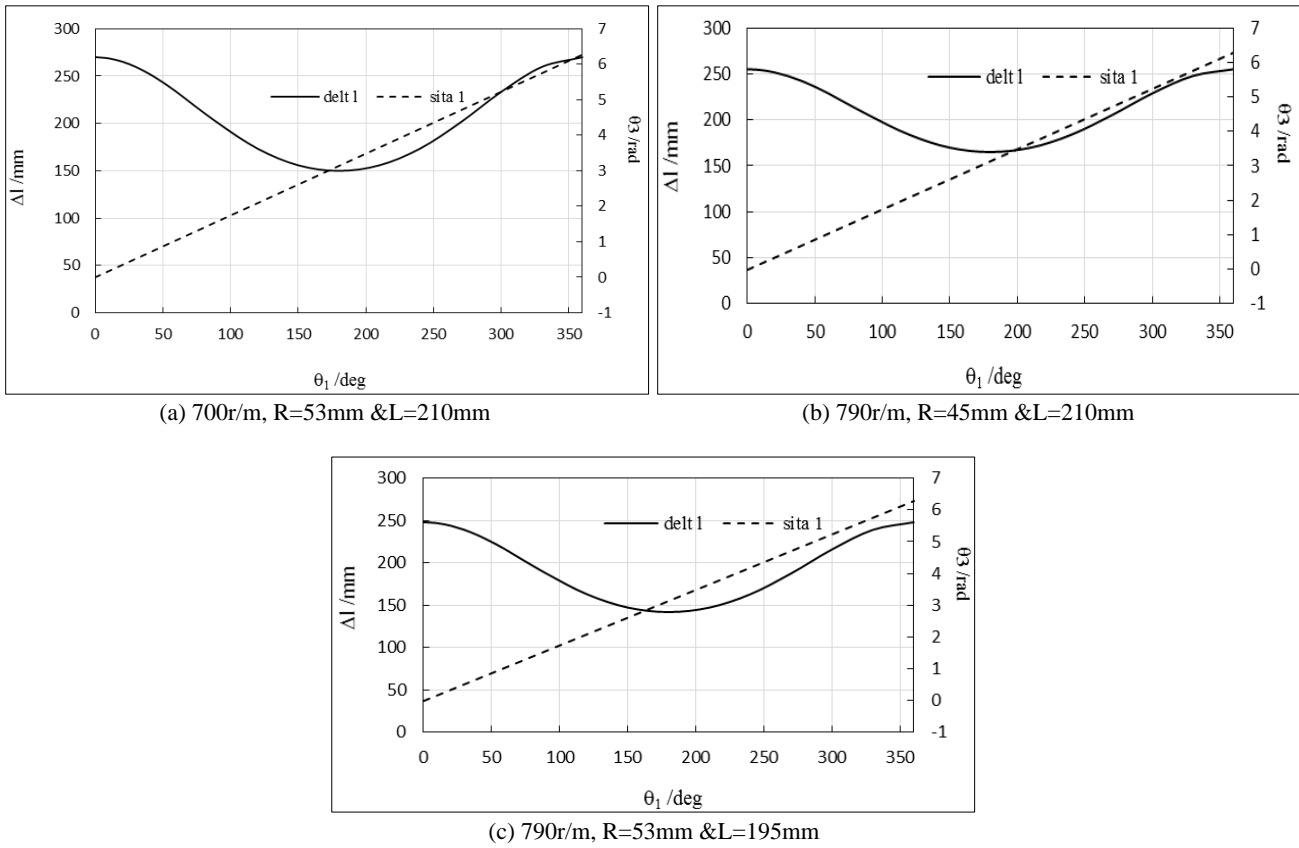 300
250
200
150
100
50
0
Δl /mm
7
6
5
4
3
2
1
0
-1
θ3 /rad
delt l
sita 1
0 50 100 150 200 250 300 350
θ₁ /deg
(a) 700r/m, R=53mm &L=210mm
300
250
200
150
100
50
0
Δl /mm
7
6
5
4
3
2
1
0
-1
θ3 /rad
delt l
sita 1
0 50 100 150 200 250 300 350
θ₁ /deg
(b) 790r/m, R=45mm &L=210mm
300
250
200
150
100
50
0
Δl /mm
7
6
5
4
3
2
1
0
-1
θ3 /rad
delt l
sita 1
0 50 100 150 200 250 300 350
θ₁ /deg
(c) 790r/m, R=53mm &L=195mm